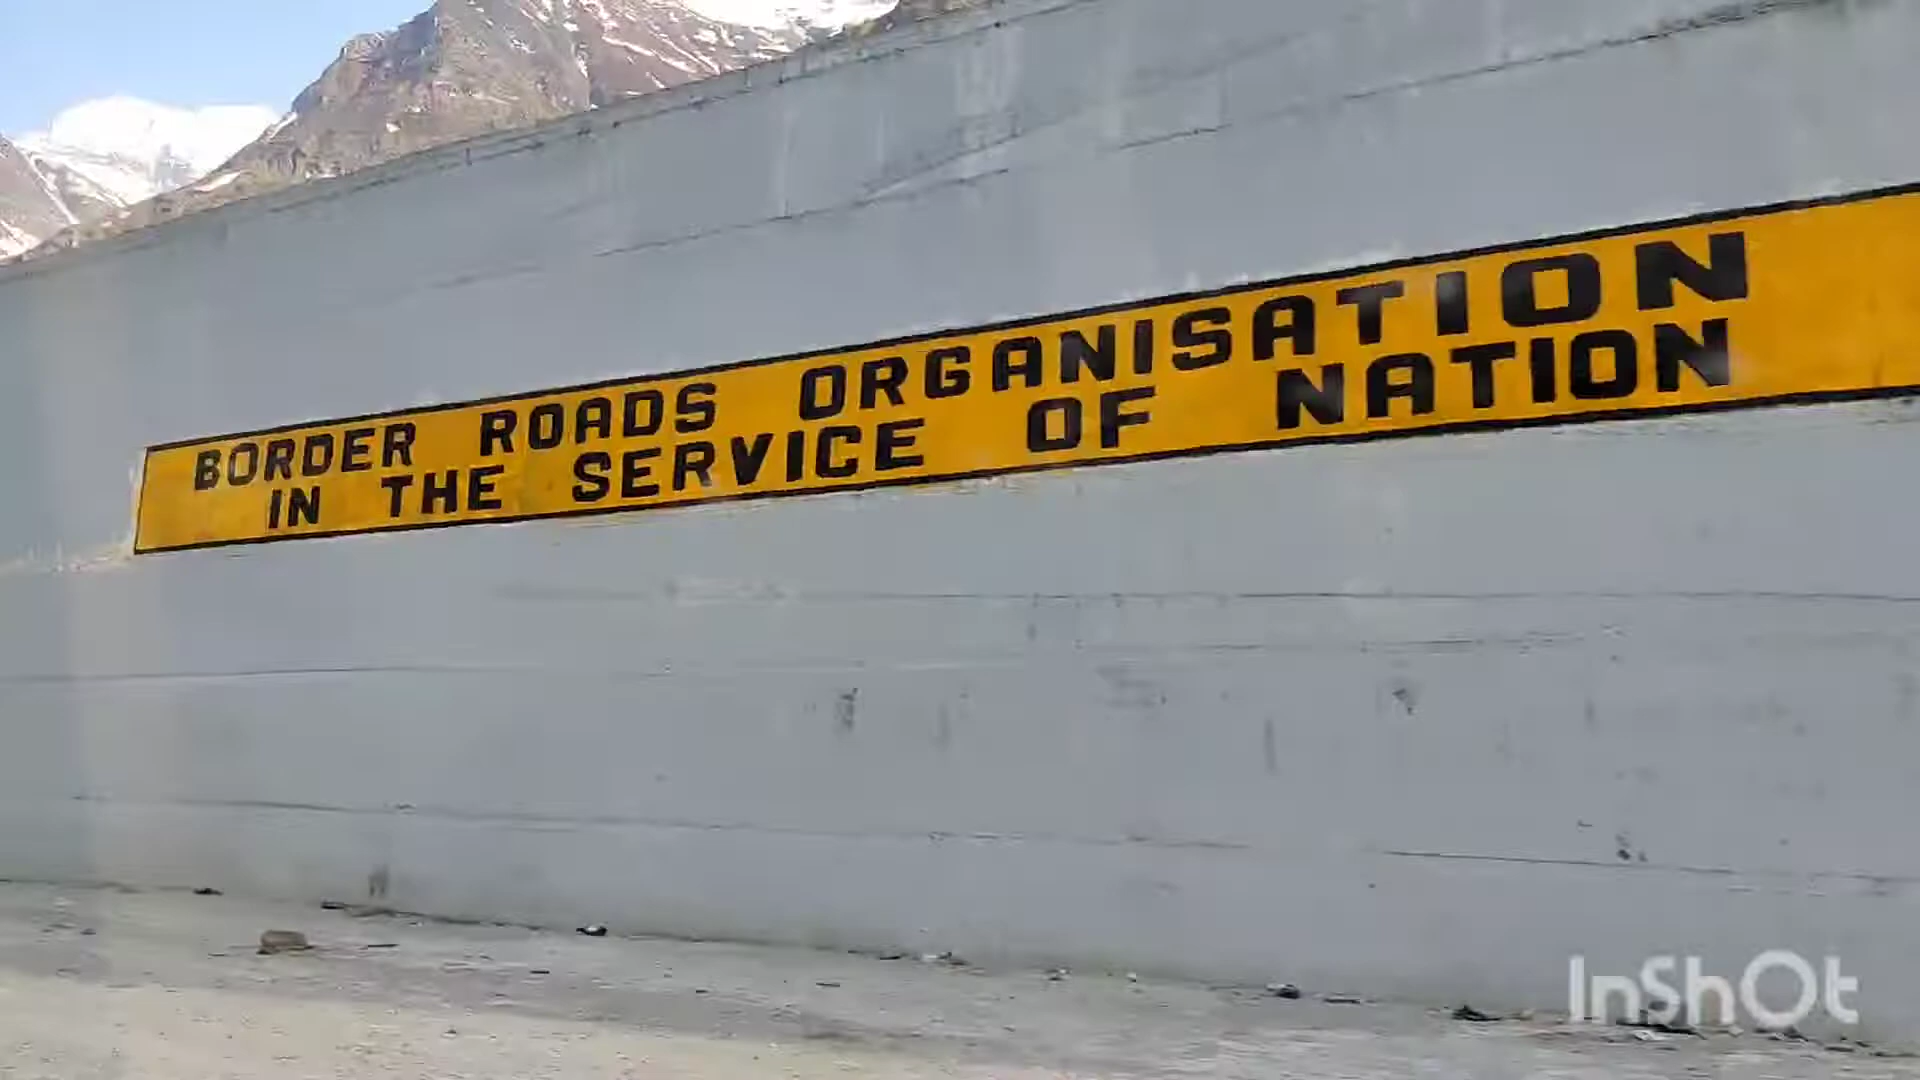 BORDER ROADS ORGANISATION
IN THE SERVICE OF NATION
InShOt